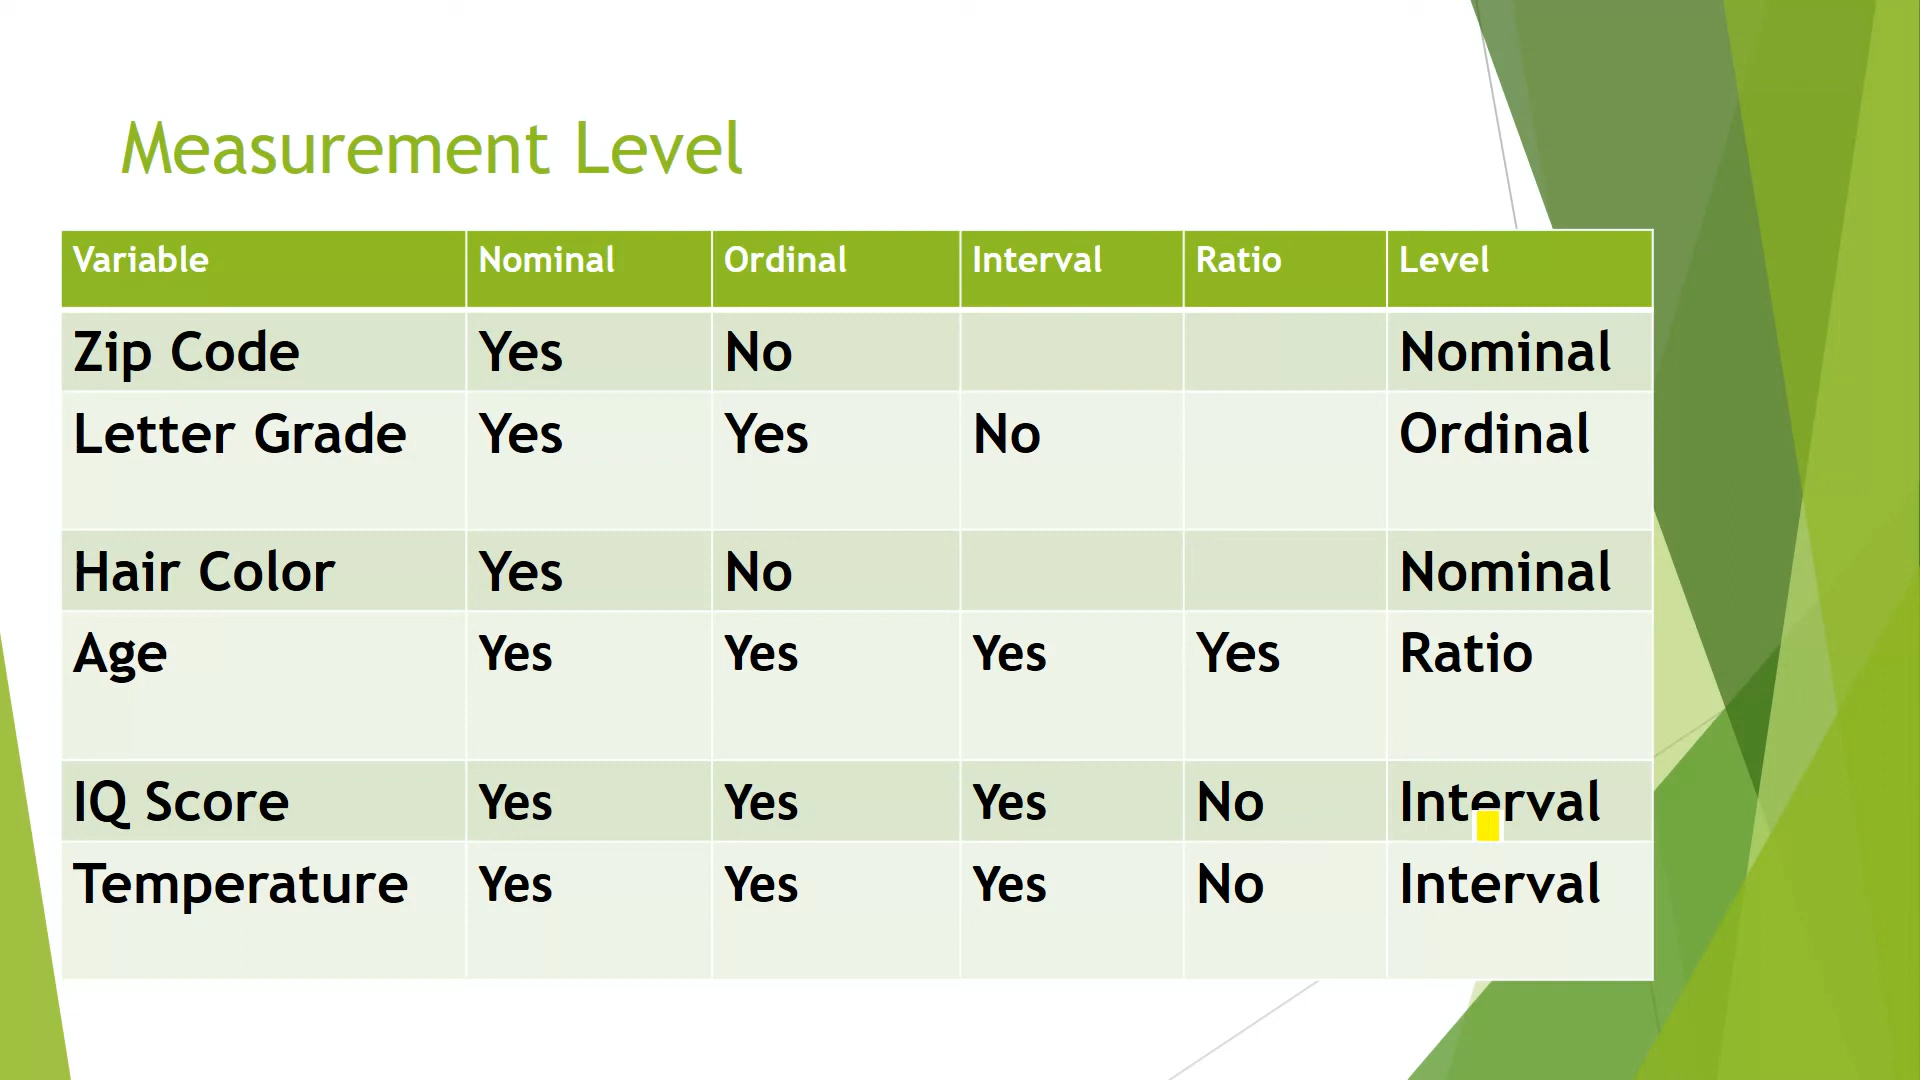 Measurement Level
Variable Nominal Ordinal Interval Ratio Level
Zip Code Yes No Nominal
Letter Grade Yes Yes No Ordinal
Hair Color Yes No Nominal
Age Yes Yes Yes Yes Ratio
IQ Score Yes Yes Yes No Interval
Temperature Yes Yes Yes No Interval